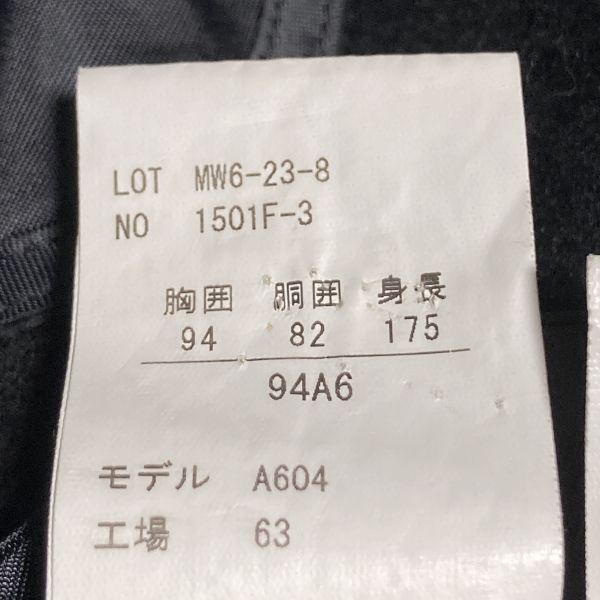 LOT MW6-23-8
NO 1501F-3
胸囲 胴囲 身長
94 82 175
94A6
モデル A604
工場 63